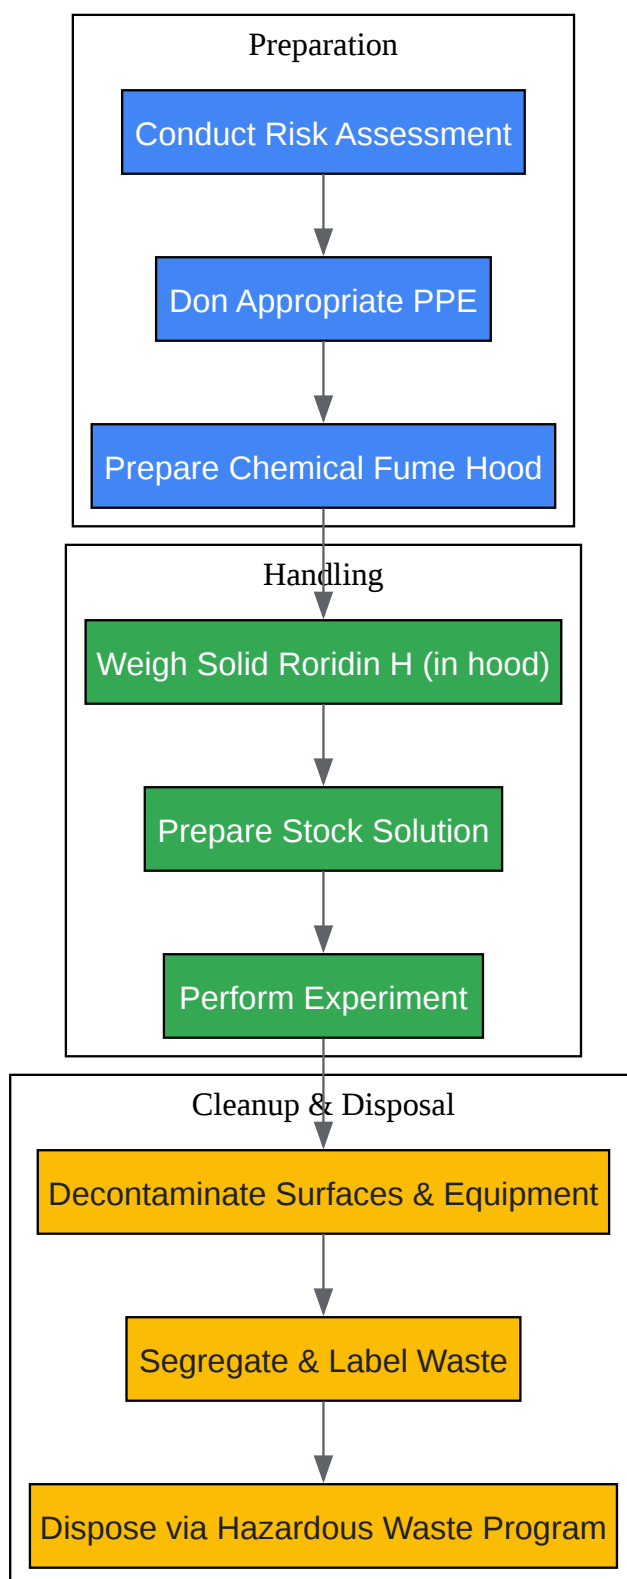 Preparation
Conduct Risk Assessment
Don Appropriate PPE
Prepare Chemical Fume Hood
Handling
Weigh Solid Roridin H (in hood)
Prepare Stock Solution
Perform Experiment
Cleanup & Disposal
Decontaminate Surfaces & Equipment
Segregate & Label Waste
Dispose via Hazardous Waste Program